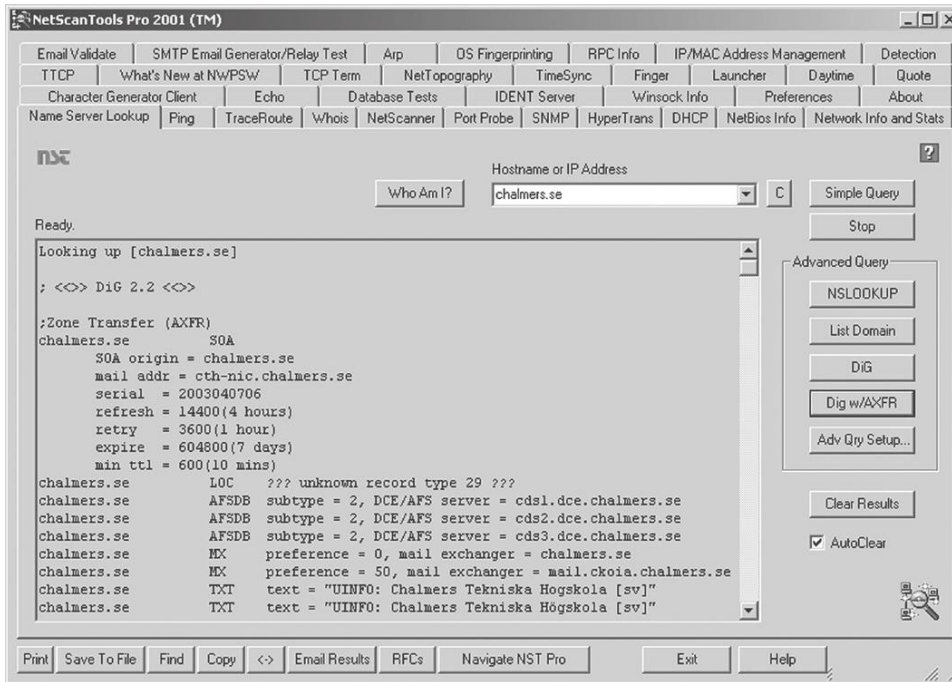 NetScanTools Pro 2001 (TM)
Email Validate SMTP Email Generator/Relay Test Arp OS Fingerprinting RPC Info IP/MAC Address Management Detection
TTCP What's New at NWPSW TCP Term NetTopography TimeSync Finger Launcher Daytime Quote
Character Generator Client Echo Database Tests IDENT Server Winsock Info Preferences About
Name Server Lookup Ping TraceRoute Whois NetScanner Port Probe SNMP HyperTrans DHCP NetBios Info Network Info and Stats
nst
?
Hostname or IP Address
Who Am I? chalmers.se C Simple Query
Ready.
Stop
Looking up [chalmers.se]
Advanced Query
; <<>> DiG 2.2 <<>>
NSLOOKUP
;Zone Transfer (AXFR)
List Domain
chalmers.se SOA
SOA origin = chalmers.se
DiG
mail addr = cth-nic.chalmers.se
serial = 2003040706
Dig w/AXFR
refresh = 14400(4 hours)
retry = 3600(1 hour)
Adv Qry Setup...
expire = 604800(7 days)
min ttl = 600(10 mins)
chalmers.se LOC ??? unknown record type 29 ???
chalmers.se AFSDB subtype = 2, DCE/AFS server = cds1.dce.chalmers.se
Clear Results
chalmers.se AFSDB subtype = 2, DCE/AFS server = cds2.dce.chalmers.se
chalmers.se AFSDB subtype = 2, DCE/AFS server = cds3.dce.chalmers.se
AutoClear
chalmers.se MX preference = 0, mail exchanger = chalmers.se
chalmers.se MX preference = 50, mail exchanger = mail.ckoia.chalmers.se
chalmers.se TXT text = "UINFO: Chalmers Tekniska Hogskola [sv]"
chalmers.se TXT text = "UINFO: Chalmers Tekniska Högskola [sv]"
Print Save To File Find Copy <-> Email Results RFCs Navigate NST Pro Exit Help